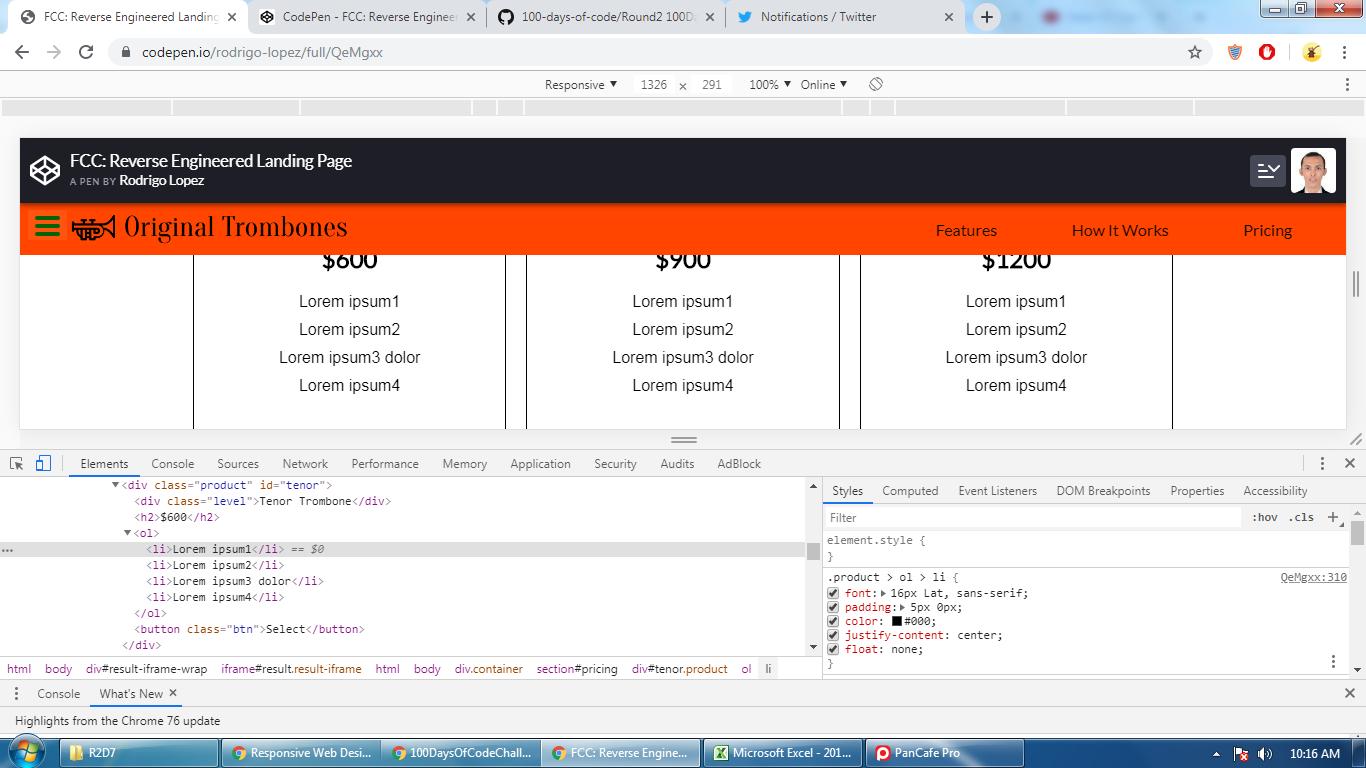 FCC: Reverse Engineered Landing
CodePen - FCC: Reverse Engineer
100-days-of-code/Round2 100D
Notifications / Twitter
codepen.io/rodrigo-lopez/full/QeMgxx
Responsive ▼ 1326 × 291 100% ▼ Online ▼
FCC: Reverse Engineered Landing Page
A PEN BY Rodrigo Lopez
Original Trombones
Features How It Works Pricing
$600 $900 $1200
Lorem ipsum1 Lorem ipsum1 Lorem ipsum1
Lorem ipsum2 Lorem ipsum2 Lorem ipsum2
Lorem ipsum3 dolor Lorem ipsum3 dolor Lorem ipsum3 dolor
Lorem ipsum4 Lorem ipsum4 Lorem ipsum4
Elements Console Sources Network Performance Memory Application Security Audits AdBlock
▼<div class="product" id="tenor">
<div class="level">Tenor Trombone</div>
<h2>$600</h2>
▼<ol>
... <li>Lorem ipsum1</li> == $0
<li>Lorem ipsum2</li>
<li>Lorem ipsum3 dolor</li>
<li>Lorem ipsum4</li>
</ol>
<button class="btn">Select</button>
</div>
html body div#result-iframe-wrap iframe#result.result-iframe html body div.container section#pricing div#tenor.product ol li
Styles Computed Event Listeners DOM Breakpoints Properties Accessibility
Filter :hov .cls +
element.style {
}
.product > ol > li { QeMgxx:310
font:▶ 16px Lat, sans-serif;
padding:▶ 5px 0px;
color: #000;
justify-content: center;
float: none;
}
Console What's New ✕
Highlights from the Chrome 76 update
R2D7
Responsive Web Desi...
100DaysOfCodeChall...
FCC: Reverse Engine...
Microsoft Excel - 201...
PanCafe Pro
10:16 AM